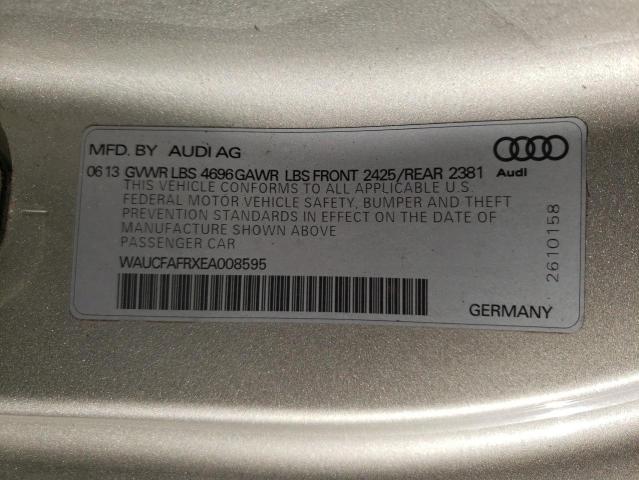 MFD. BY AUDI AG
0613 GVWR LBS 4696 GAWR LBS FRONT 2425/REAR 2381
Audi
THIS VEHICLE CONFORMS TO ALL APPLICABLE U.S.
FEDERAL MOTOR VEHICLE SAFETY, BUMPER AND THEFT
PREVENTION STANDARDS IN EFFECT ON THE DATE OF
MANUFACTURE SHOWN ABOVE
PASSENGER CAR
WAUCFAFRXEA008595
2610158
GERMANY